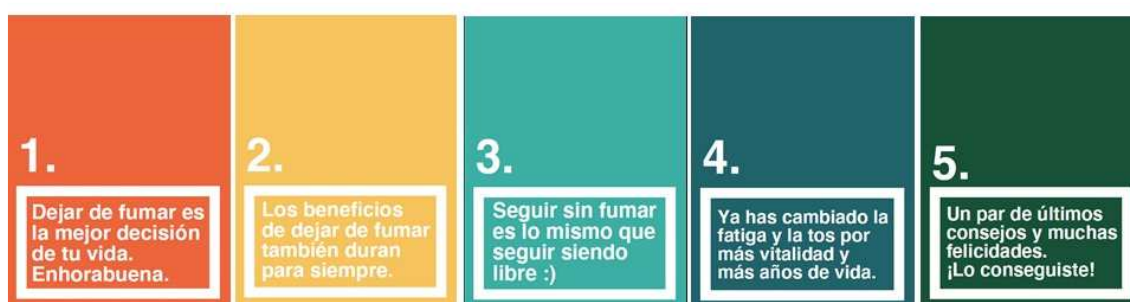 1.
Dejar de fumar es
la mejor decisión
de tu vida.
Enhorabuena.
2.
Los beneficios
de dejar de fumar
también duran
para siempre.
3.
Seguir sin fumar
es lo mismo que
seguir siendo
libre :)
4.
Ya has cambiado la
fatiga y la tos por
más vitalidad y
más años de vida.
5.
Un par de últimos
consejos y muchas
felicidades.
¡Lo conseguiste!